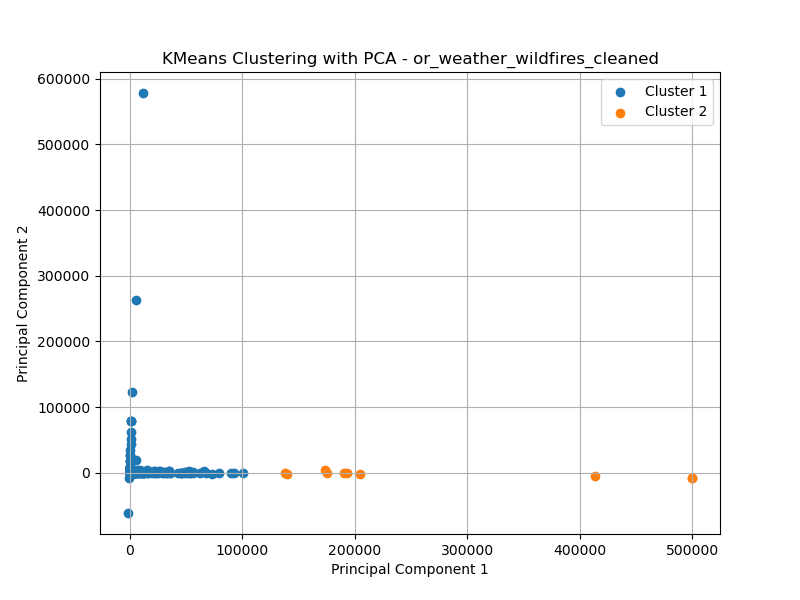 KMeans Clustering with PCA - or_weather_wildfires_cleaned
Cluster 1
Cluster 2
600000
500000
400000
300000
200000
100000
0
Principal Component 2
0
100000
200000
300000
400000
500000
Principal Component 1